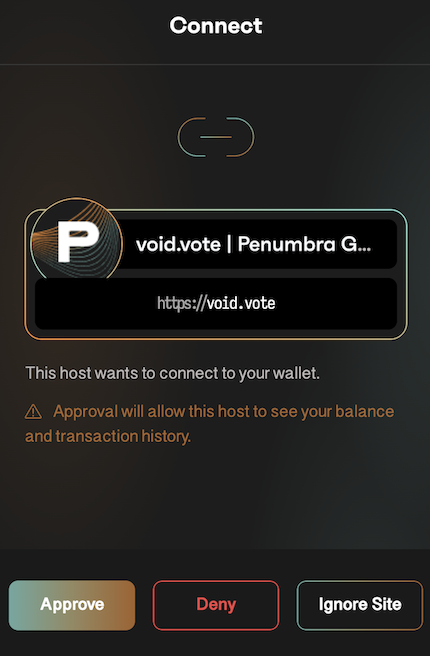 Connect
P
void.vote | Penumbra G...
https://void.vote
This host wants to connect to your wallet.
Approval will allow this host to see your balance
and transaction history.
Approve
Deny
Ignore Site